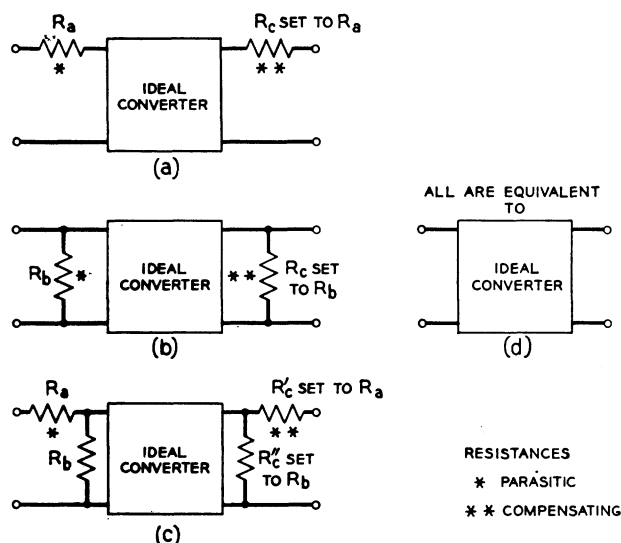 Ra
*
IDEAL
CONVERTER
Rc SET TO Ra
* *
(a)
Rb
*
IDEAL
CONVERTER
* *
Rc SET
TO Rb
(b)
ALL ARE EQUIVALENT
TO
IDEAL
CONVERTER
(d)
Ra
*
Rb
IDEAL
CONVERTER
R'c SET TO Ra
* *
R"c SET
TO Rb
(c)
RESISTANCES
* PARASITIC
* * COMPENSATING